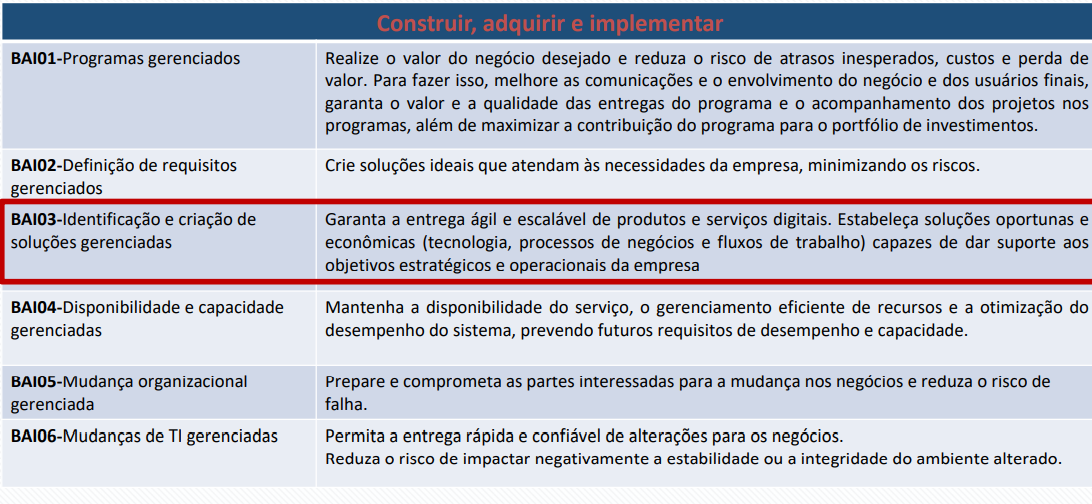 Construir, adquirir e implementar
BAI01-Programas gerenciados
Realize o valor do negócio desejado e reduza o risco de atrasos inesperados, custos e perda de
valor. Para fazer isso, melhore as comunicações e o envolvimento do negócio e dos usuários finais,
garanta o valor e a qualidade das entregas do programa e o acompanhamento dos projetos nos
programas, além de maximizar a contribuição do programa para o portfólio de investimentos.
BAI02-Definição de requisitos
gerenciados
Crie soluções ideais que atendam às necessidades da empresa, minimizando os riscos.
BAI03-Identificação e criação de
soluções gerenciadas
Garanta a entrega ágil e escalável de produtos e serviços digitais. Estabeleça soluções oportunas e
econômicas (tecnologia, processos de negócios e fluxos de trabalho) capazes de dar suporte aos
objetivos estratégicos e operacionais da empresa
BAI04-Disponibilidade e capacidade
gerenciadas
Mantenha a disponibilidade do serviço, o gerenciamento eficiente de recursos e a otimização do
desempenho do sistema, prevendo futuros requisitos de desempenho e capacidade.
BAI05-Mudança organizacional
gerenciada
Prepare e comprometa as partes interessadas para a mudança nos negócios e reduza o risco de
falha.
BAI06-Mudanças de TI gerenciadas
Permita a entrega rápida e confiável de alterações para os negócios.
Reduza o risco de impactar negativamente a estabilidade ou a integridade do ambiente alterado.